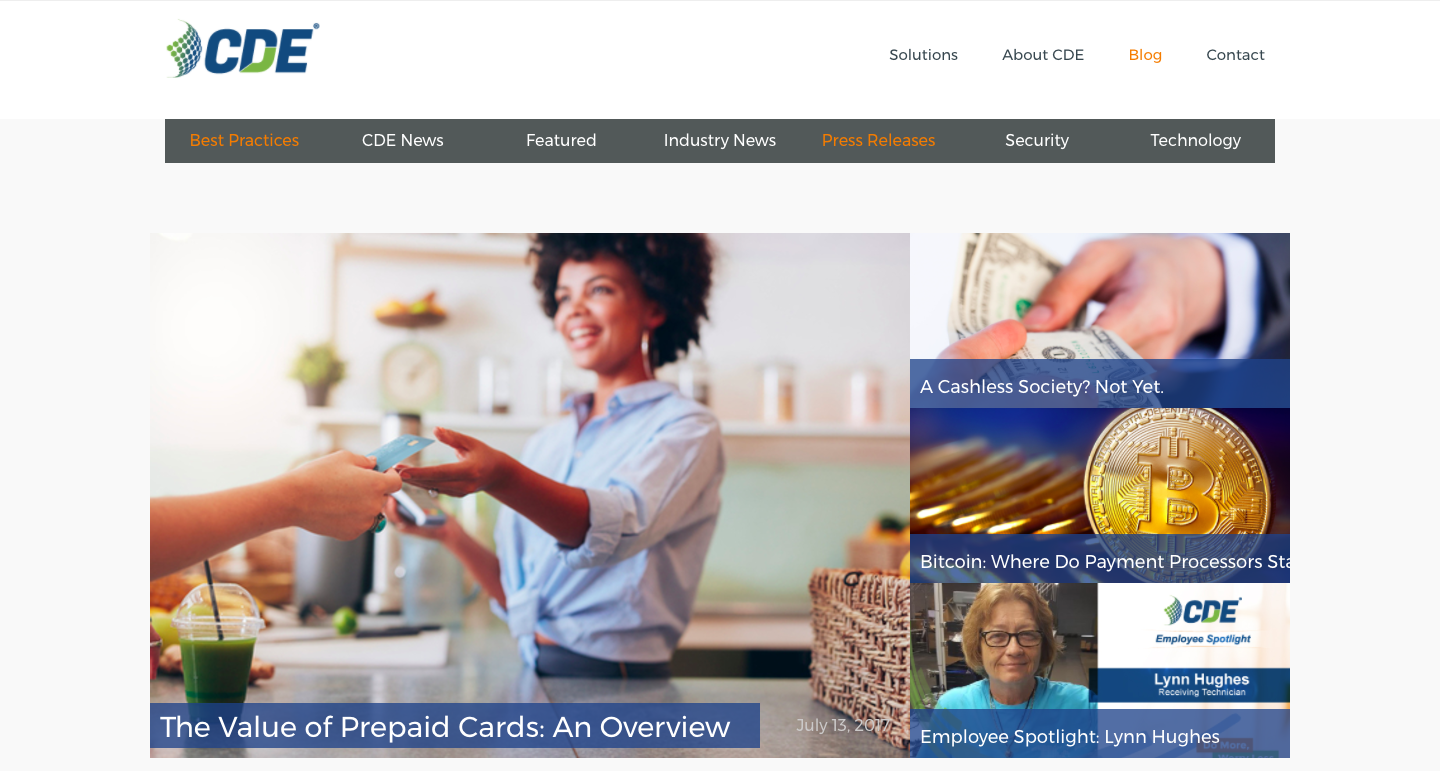 CDE®
Solutions
About CDE
Blog
Contact
Best Practices
CDE News
Featured
Industry News
Press Releases
Security
Technology
A Cashless Society? Not Yet.
Bitcoin: Where Do Payment Processors Sta
CDE
Employee Spotlight
Lynn Hughes
Receiving Technician
Do More.
Employee Spotlight: Lynn Hughes
The Value of Prepaid Cards: An Overview
July 13, 2017